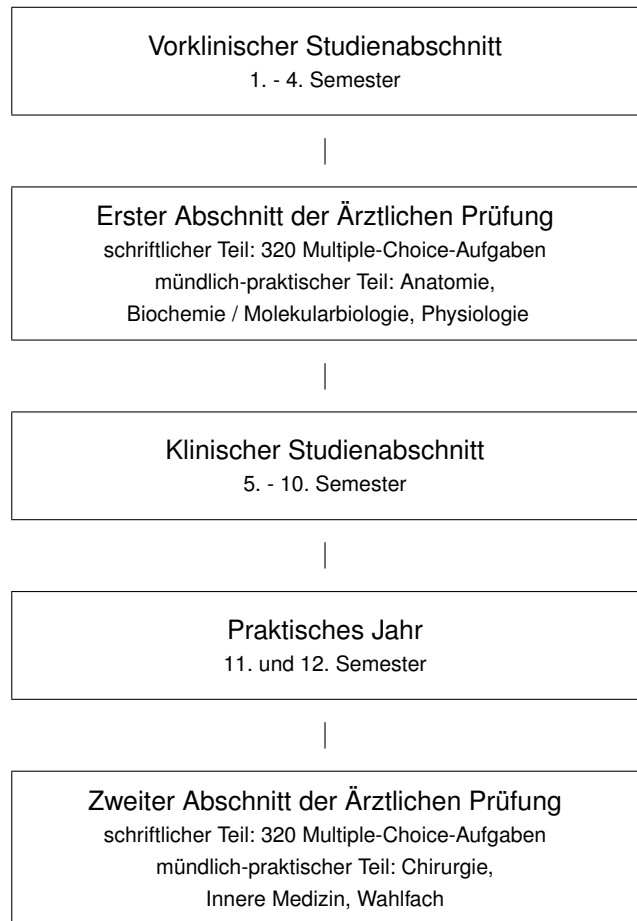 Vorklinischer Studienabschnitt
1. - 4. Semester
Erster Abschnitt der Ärztlichen Prüfung
schriftlicher Teil: 320 Multiple-Choice-Aufgaben
mündlich-praktischer Teil: Anatomie,
Biochemie / Molekularbiologie, Physiologie
Klinischer Studienabschnitt
5. - 10. Semester
Praktisches Jahr
11. und 12. Semester
Zweiter Abschnitt der Ärztlichen Prüfung
schriftlicher Teil: 320 Multiple-Choice-Aufgaben
mündlich-praktischer Teil: Chirurgie,
Innere Medizin, Wahlfach